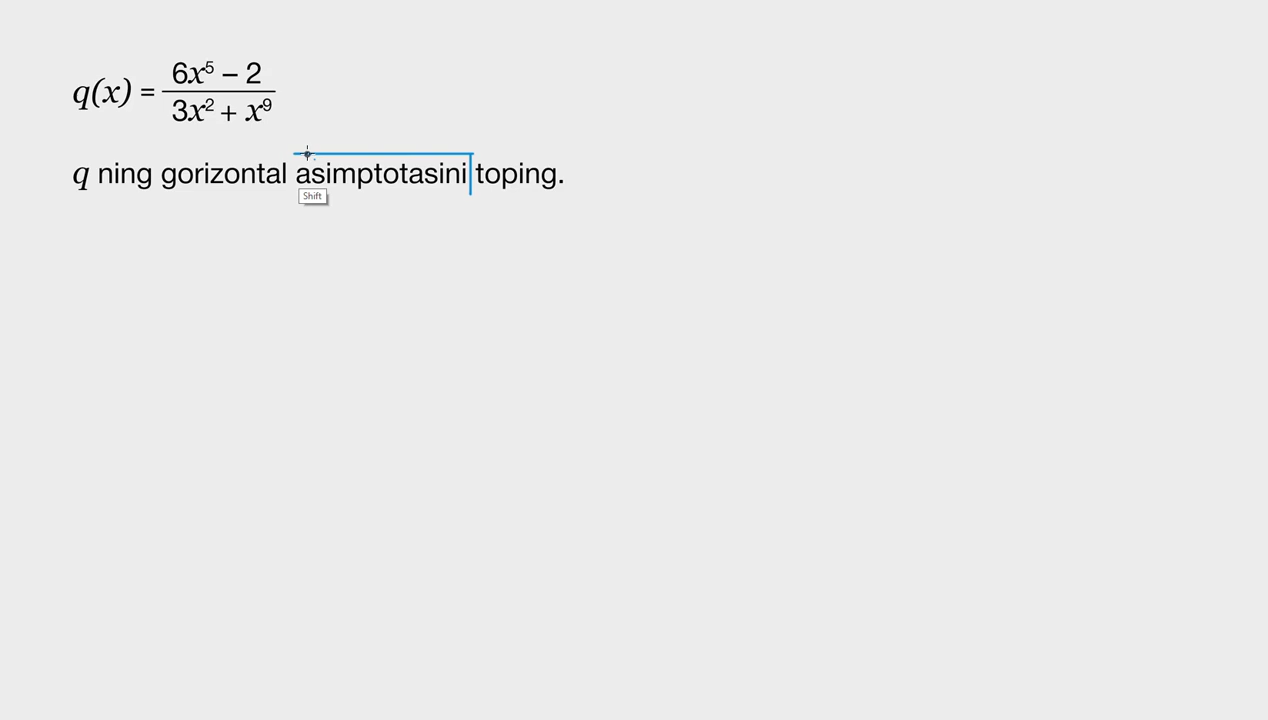 q(x) = 6x⁵ – 2 / 3x² + x⁹
q ning gorizontal asimptotasini toping.
Shift